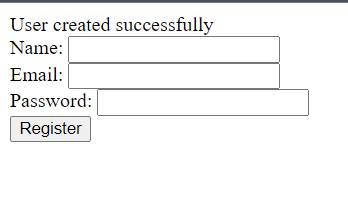 User created successfully
Name:
Email:
Password:
Register